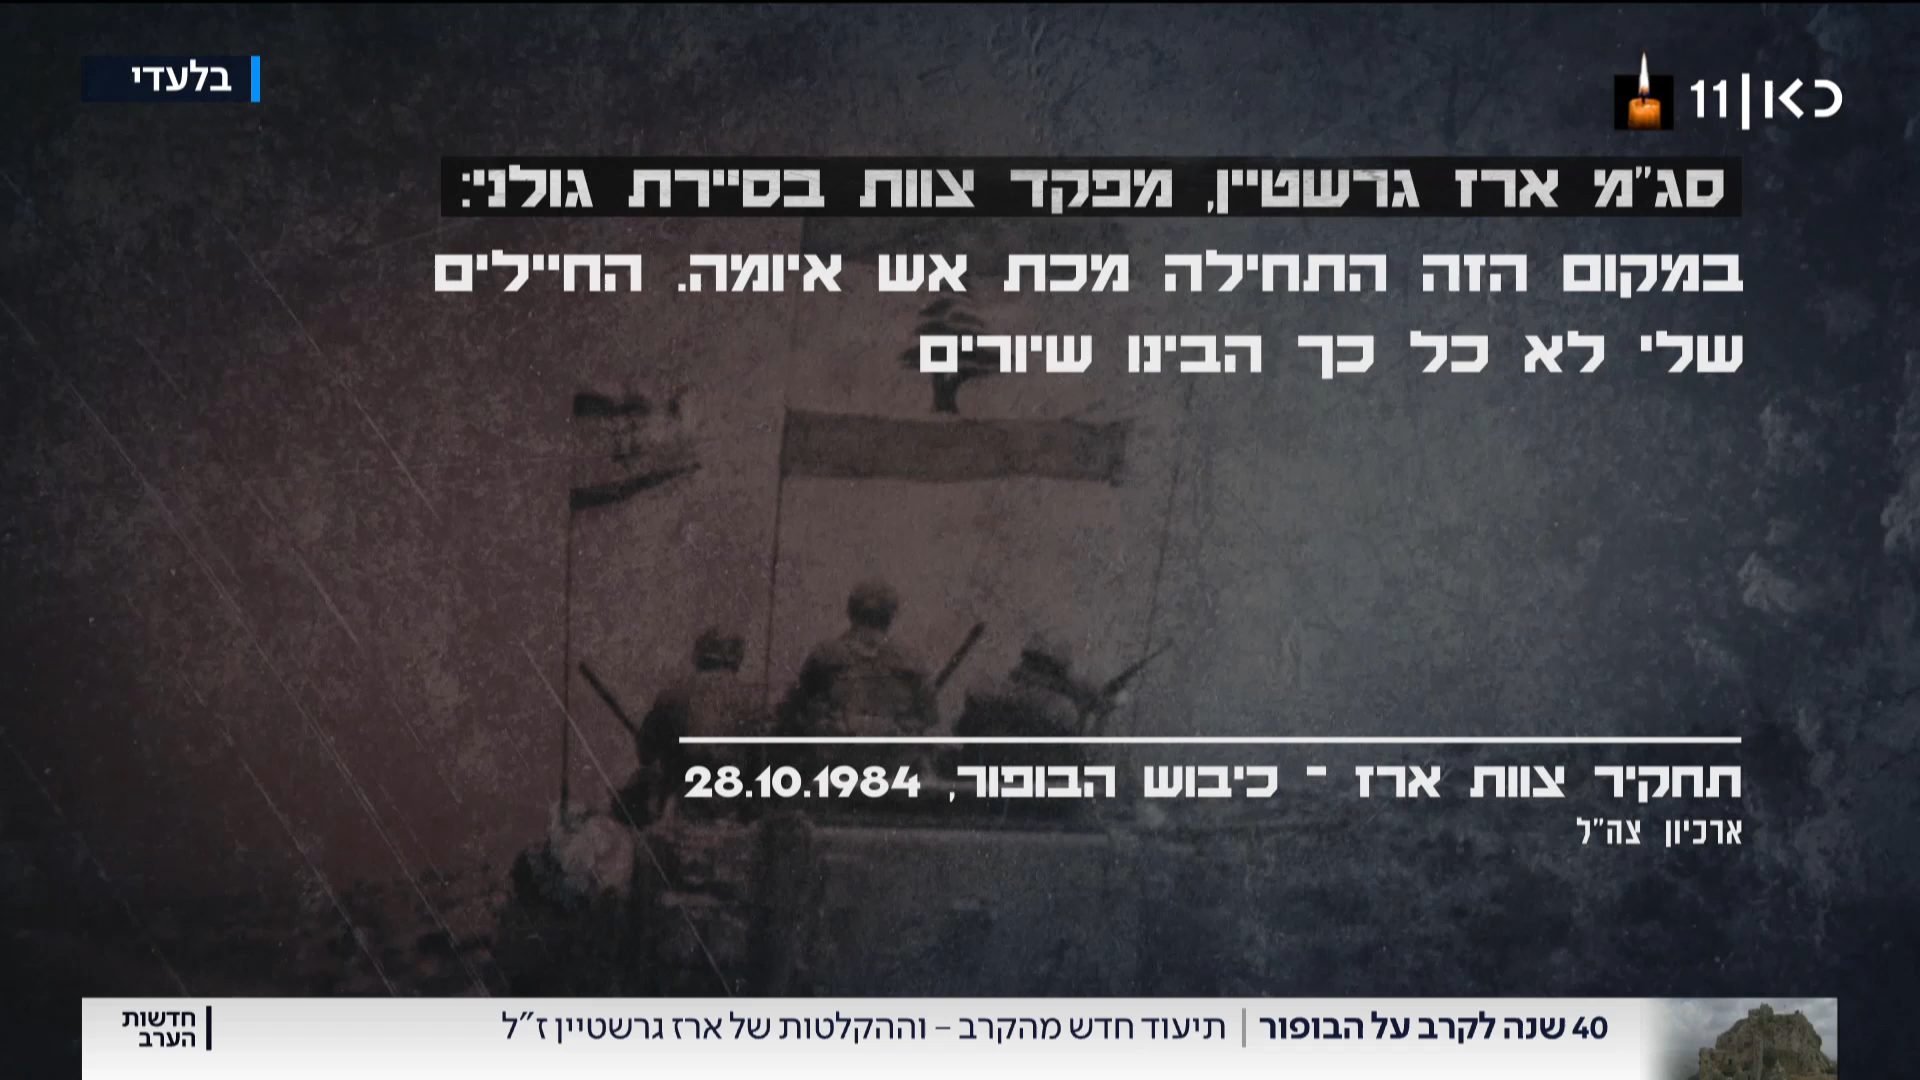 בלעדי
כאן 11
סג"מ ארז גרשטיין, מפקד צוות בסיירת גולני:
במקום הזה התחילה מכת אש איומה. החיילים
שלי לא כל כך הבינו שיורים
תחקיר צוות ארז - כיבוש הבופור, 28.10.1984
ארכיון צה"ל
40 שנה לקרב על הבופור | תיעוד חדש מהקרב – וההקלטות של ארז גרשטיין ז"ל
חדשות
הערב